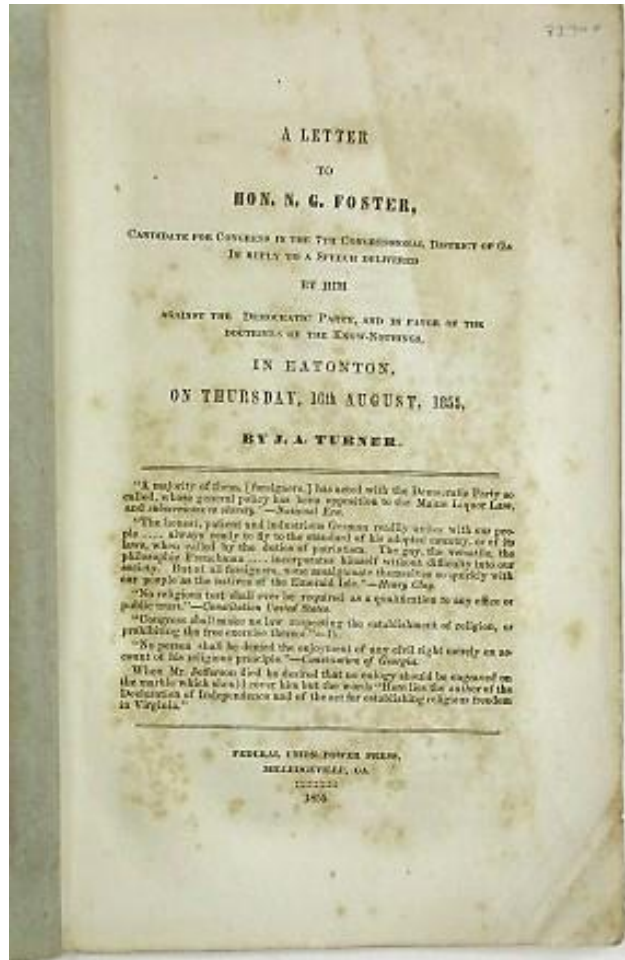 A LETTER
TO
HON. N. G. FOSTER,
CANDIDATE FOR CONGRESS IN THE 7TH CONGRESSIONAL DISTRICT OF GA
IN REPLY TO A SPEECH DELIVERED
BY HIM
AGAINST THE DEMOCRATIC PARTY, AND IN FAVOR OF THE
DOCTRINES OF THE KNOW-NOTHINGS,
IN EATONTON,
ON THURSDAY, 16th AUGUST, 1855,
BY J. A. TURNER.
"A majority of them, [foreigners,] has acted with the Democratic Party so
called, whose general policy has been opposition to the Maine Liquor Law,
and subservience to slavery."—National Era.
"The honest, patient and industrious German readily unites with our peo-
ple .... always ready to fly to the standard of his adopted country, or of its
laws, when called by the duties of patriotism. The gay, the versatile, the
philosophic Frenchman .... incorporates himself without difficulty into our
society. But of all foreigners, none amalgamate themselves so quickly with
our people as the natives of the Emerald Isle."—Henry Clay.
"No religious test shall ever be required as a qualification to any office or
public trust."—Constitution United States.
"Congress shall make no law respecting the establishment of religion, or
prohibiting the free exercise thereof."—Ib.
"No person shall be denied the enjoyment of any civil right merely on ac-
count of his religious principle."—Constitution of Georgia.
When Mr. Jefferson died he desired that no eulogy should be engraved on
the marble which should cover him but the words "Here lies the author of the
Declaration of Independence and of the act for establishing religious freedom
in Virginia."
FEDERAL UNION POWER PRESS,
MILLEDGEVILLE, GA
1855